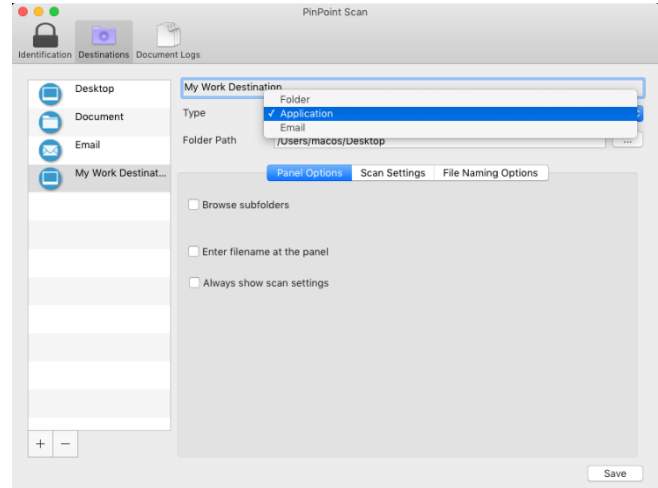 PinPoint Scan
Identification Destinations Document Logs
Desktop
Document
Email
My Work Destinat...
My Work Destination
Type
Folder
✓ Application
Email
Folder Path
/Users/macos/Desktop
...
Panel Options Scan Settings File Naming Options
Browse subfolders
Enter filename at the panel
Always show scan settings
+ −
Save